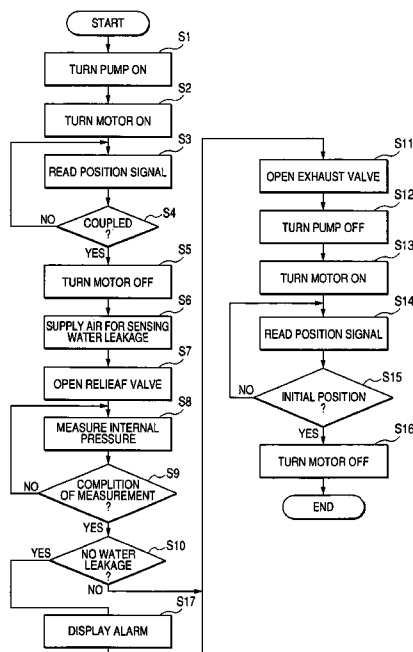 START
S1
TURN PUMP ON
S2
TURN MOTOR ON
S3
READ POSITION SIGNAL
S4
COUPLED
?
NO
YES
S5
TURN MOTOR OFF
S6
SUPPLY AIR FOR SENSING
WATER LEAKAGE
S7
OPEN RELIEAF VALVE
S8
MEASURE INTERNAL
PRESSURE
S9
COMPLITION
OF MEASUREMENT
?
NO
YES
S10
YES
NO WATER
LEAKAGE
?
NO
S17
DISPLAY ALARM
S11
OPEN EXHAUST VALVE
S12
TURN PUMP OFF
S13
TURN MOTOR ON
S14
READ POSITION SIGNAL
S15
NO
INITIAL POSITION
?
YES
S16
TURN MOTOR OFF
END